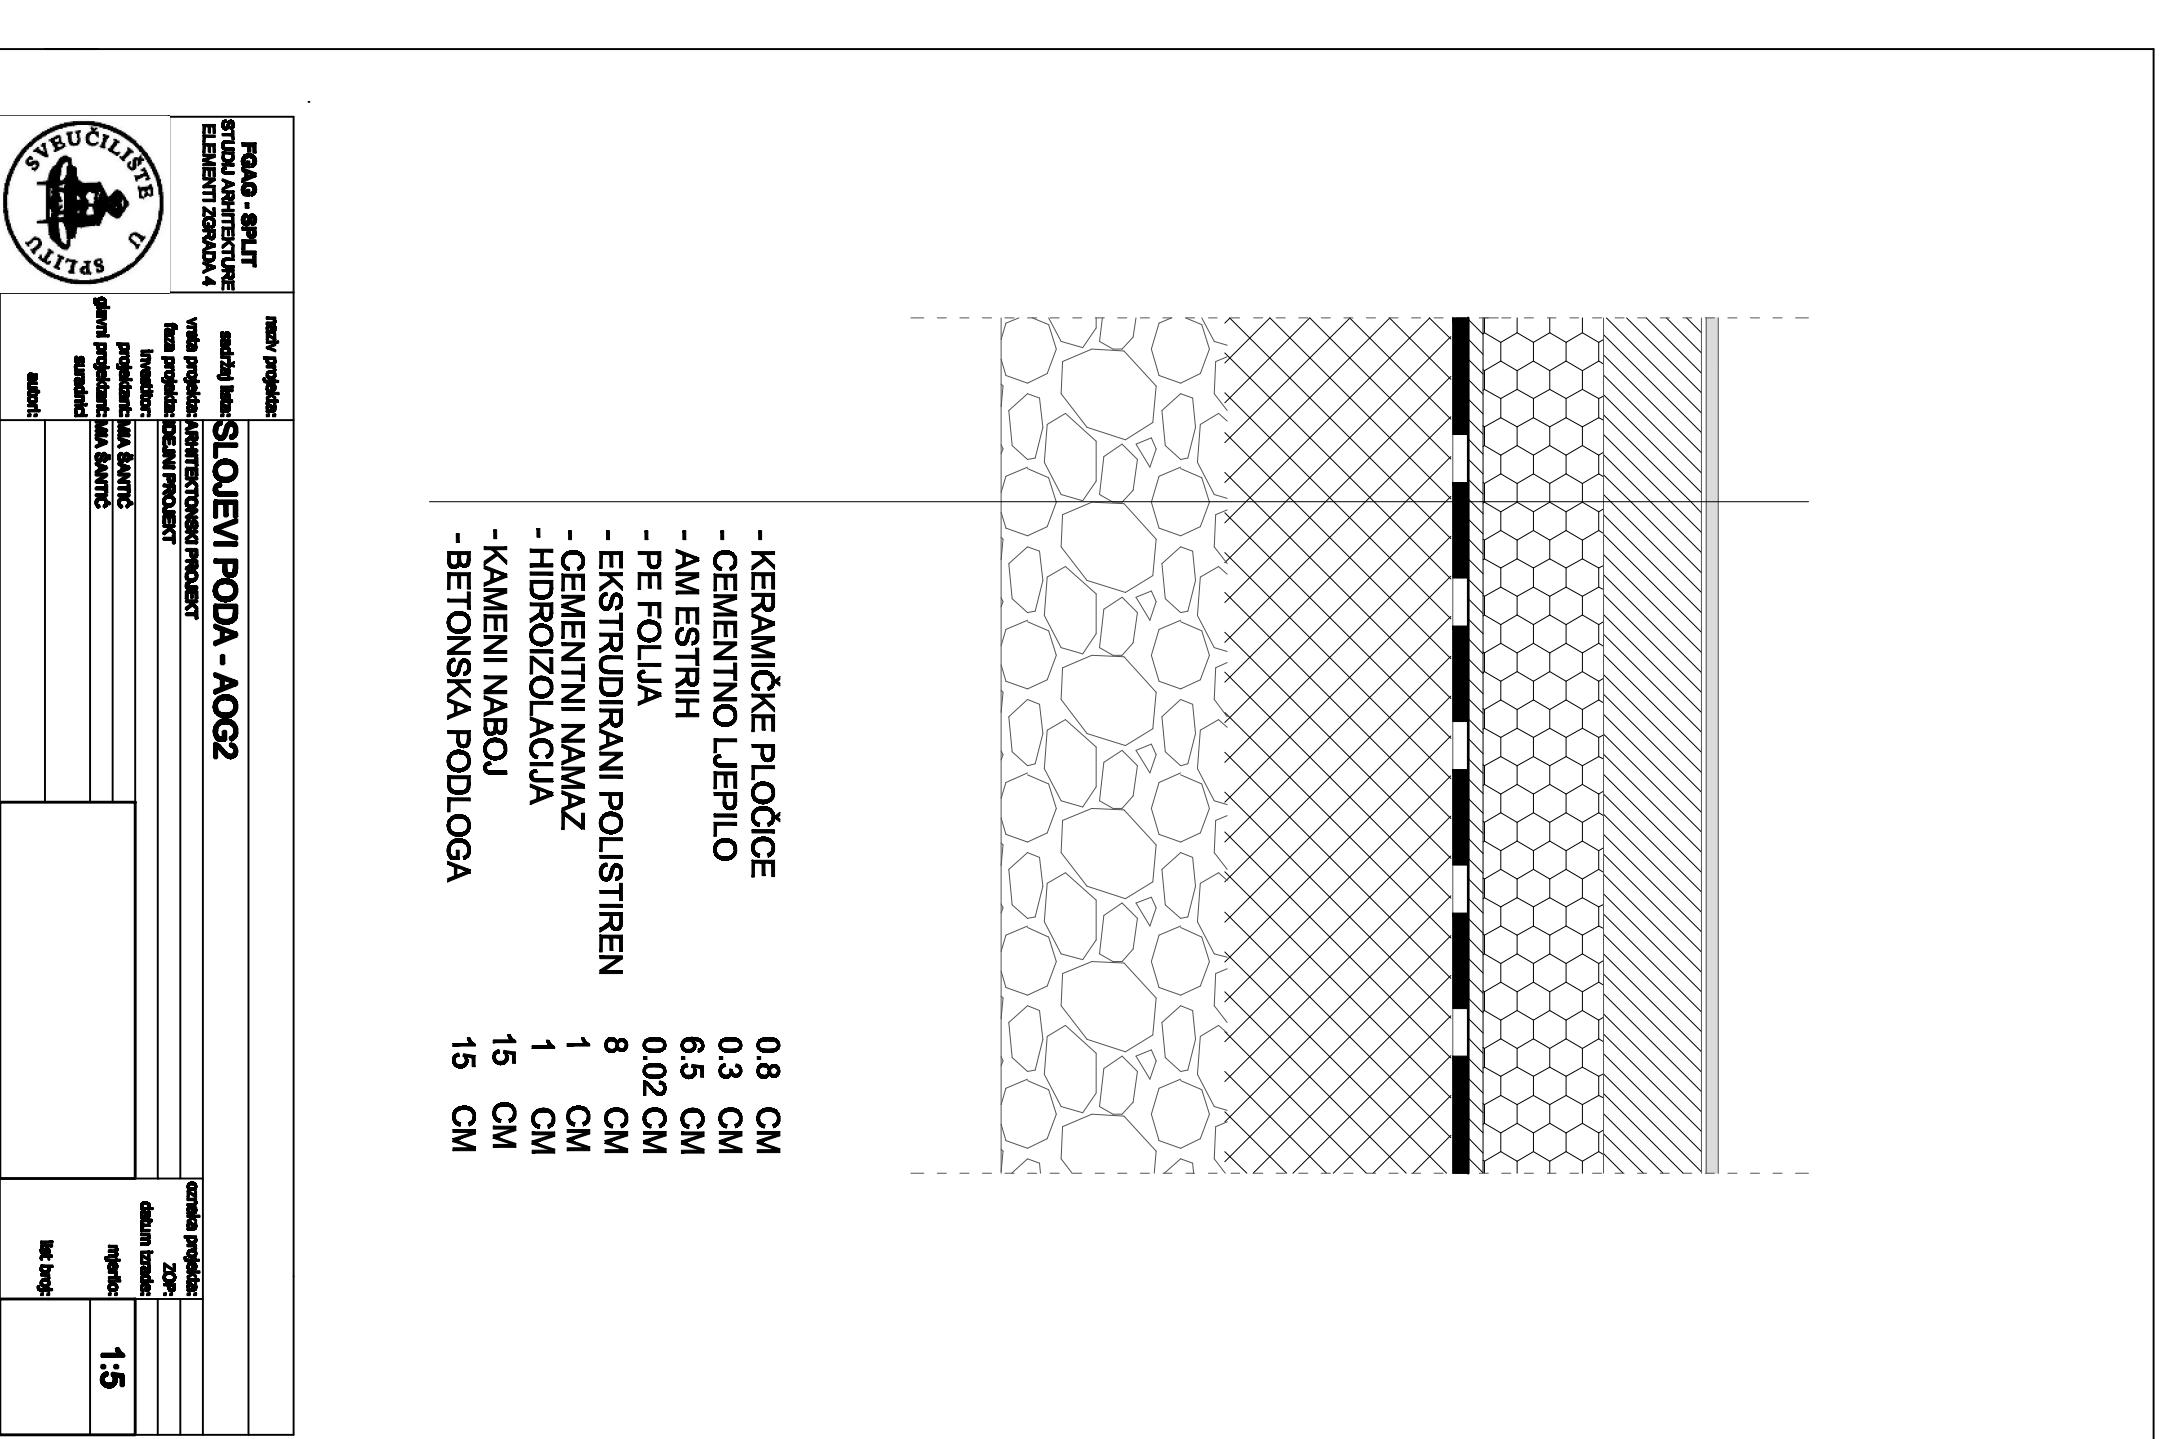 - KERAMIČKE PLOČICE 0.8 CM
- CEMENTNO LJEPILO 0.3 CM
- AM ESTRIH 6.5 CM
- PE FOLIJA 0.02 CM
- EKSTRUDIRANI POLISTIREN 8 CM
- CEMENTNI NAMAZ 1 CM
- HIDROIZOLACIJA 1 CM
- KAMENI NABOJ 15 CM
- BETONSKA PODLOGA 15 CM
FGAG - SPLIT
STUDIJ ARHITEKTURE
ELEMENTI ZGRADA 4
SVEUČILIŠTE U SPLITU
naziv projekta:
sadržaj lista: SLOJEVI PODA - AOG2
vrsta projekta: ARHITEKTONSKI PROJEKT
faza projekta: IDEJNI PROJEKT
investitor:
projektant: MIA ŠANTIĆ
glavni projektant: MIA ŠANTIĆ
suradnici
autori:
oznaka projekta:
ZOP:
datum izrade:
mjerilo: 1:5
list broj: